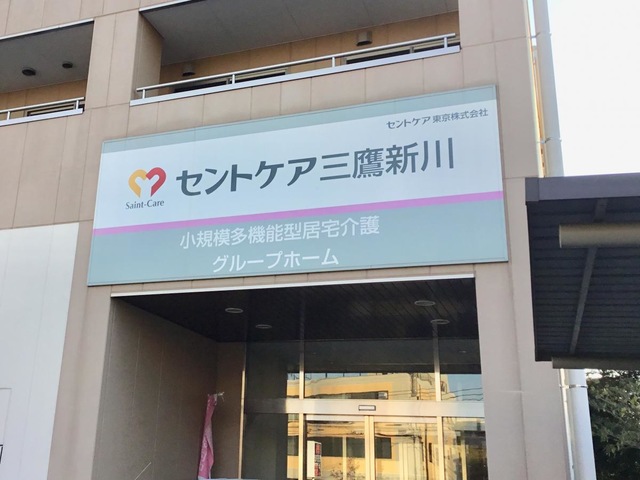 セントケア東京株式会社
セントケア三鷹新川
Saint-Care
小規模多機能型居宅介護
グループホーム